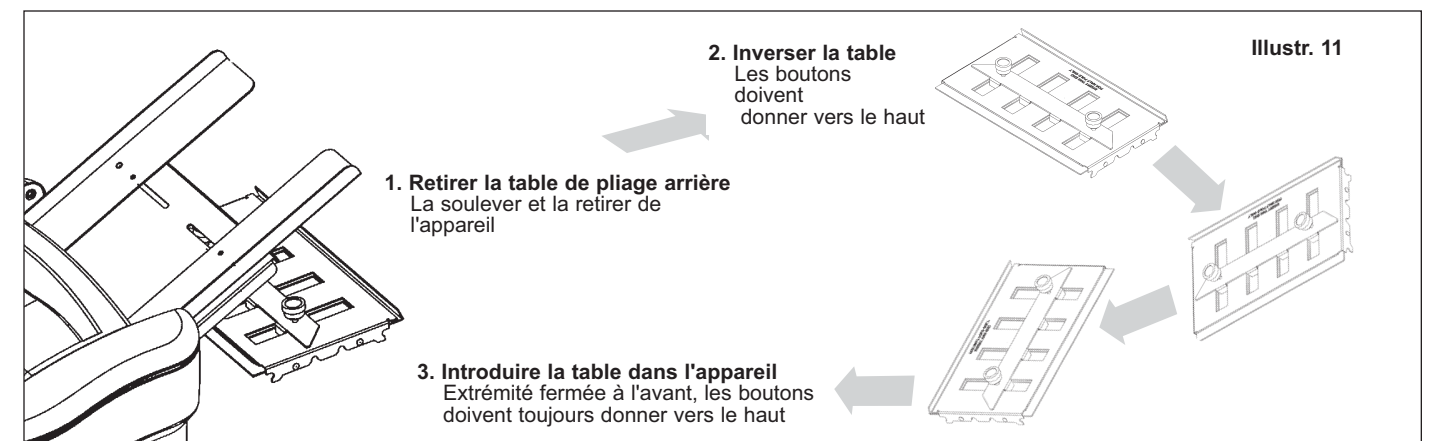 Illustr. 11
1. Retirer la table de pliage arrière
La soulever et la retirer de
l'appareil
2. Inverser la table
Les boutons
doivent
donner vers le haut
3. Introduire la table dans l'appareil
Extrémité fermée à l'avant, les boutons
doivent toujours donner vers le haut